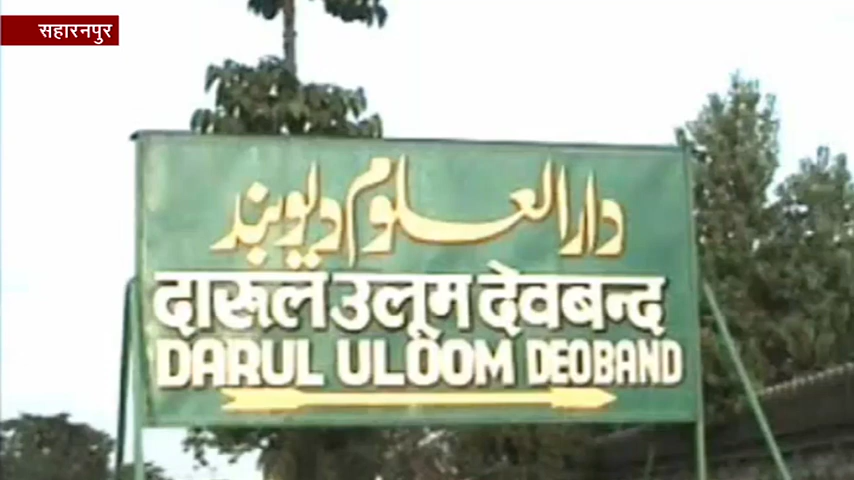 सहारनपुर
دارالعلوم دیوبند
दारूल उलूम देवबन्द
DARUL ULOOM DEOBAND